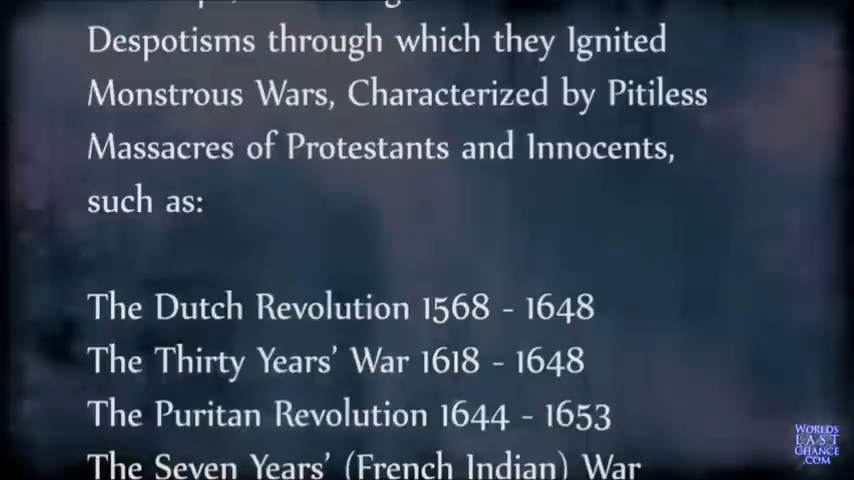 Despotisms through which they Ignited
Monstrous Wars, Characterized by Pitiless
Massacres of Protestants and Innocents,
such as:
The Dutch Revolution 1568 - 1648
The Thirty Years' War 1618 - 1648
The Puritan Revolution 1644 - 1653
The Seven Years' (French Indian) War
WORLDS
LAST
CHANCE
.COM